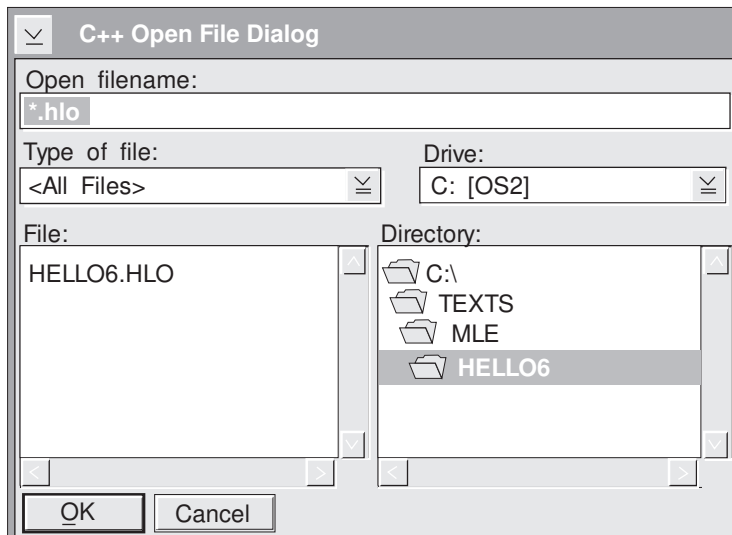 C++ Open File Dialog
Open filename:
*.hlo
Type of file:
Drive:
<All Files>
C: [OS2]
File:
Directory:
HELLO6.HLO
C:\
TEXTS
MLE
HELLO6
OK
Cancel